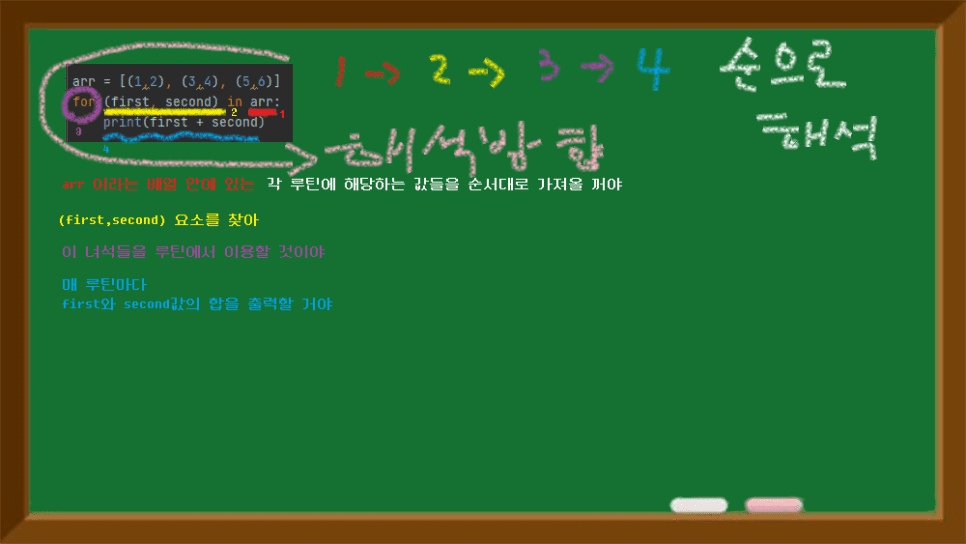 arr = [(1,2), (3,4), (5,6)]
for (first, second) in arr:
print(first + second)
2
1
3
4
1 → 2 → 3 → 4 순으로
해석
해석방합
arr 이라는 배열 안에 있는 각 루틴에 해당하는 값들을 순서대로 가져올 꺼야
(first,second) 요소를 찾아
이 녀석들을 루틴에서 이용할 것이야
매 루틴마다
first와 second값의 합을 출력할 거야